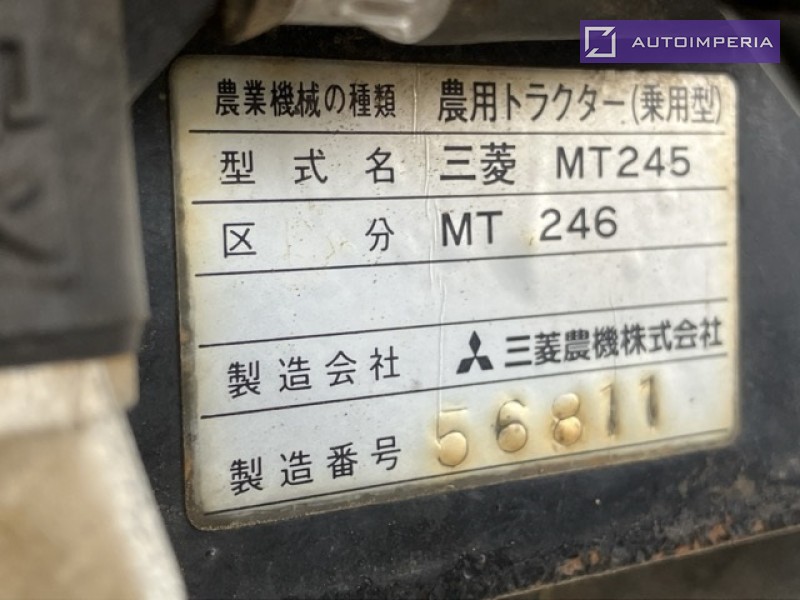 AUTOIMPERIA
農業機械の種類 農用トラクター(乗用型)
型式名 三菱 MT245
区分 MT 246
製造会社 三菱農機株式会社
製造番号 56811